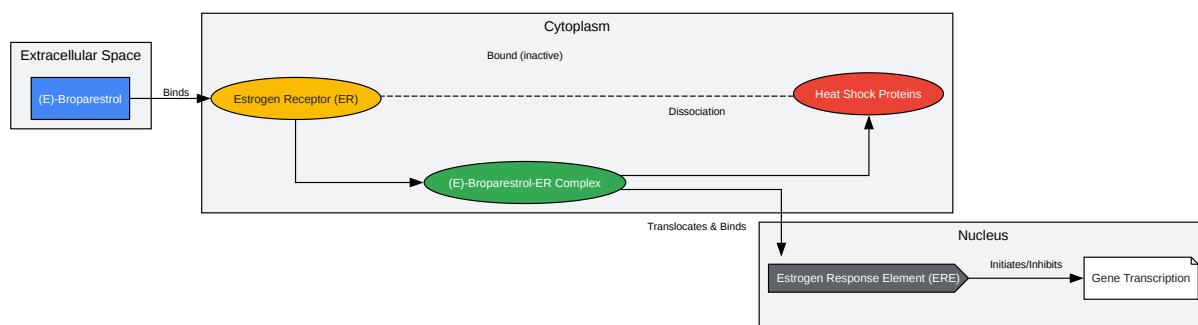 Cytoplasm
Extracellular Space
Bound (inactive)
(E)-Broparestrol
Binds
Estrogen Receptor (ER)
Heat Shock Proteins
Dissociation
(E)-Broparestrol-ER Complex
Translocates & Binds
Nucleus
Estrogen Response Element (ERE)
Initiates/Inhibits
Gene Transcription